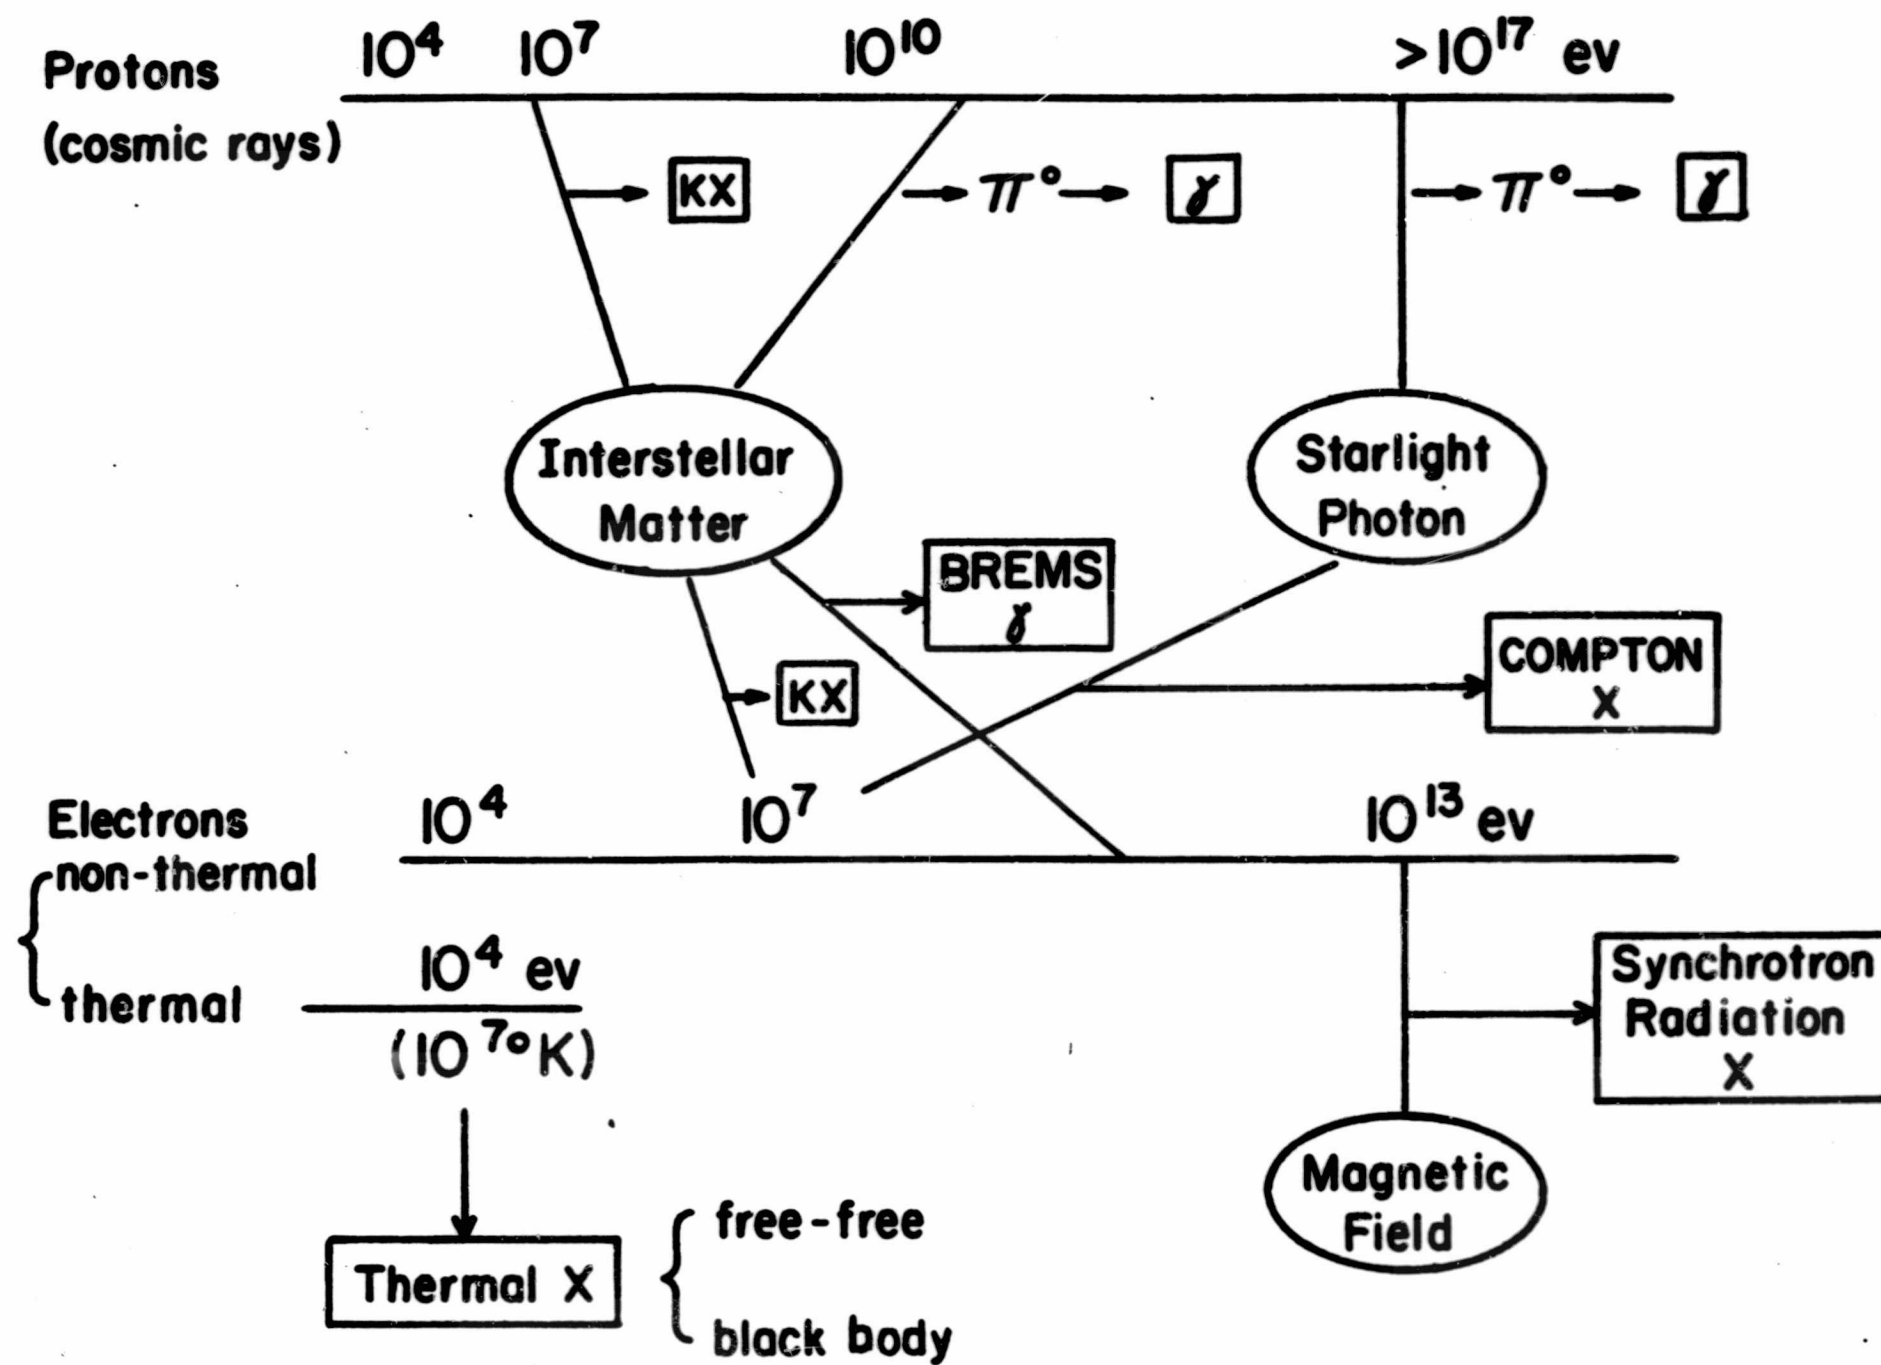 Protons
(cosmic rays)
10⁴ 10⁷ 10¹⁰ >10¹⁷ ev
KX → π° → γ → π° → γ
Interstellar
Matter
Starlight
Photon
BREMS
γ
COMPTON
X
KX
Electrons
non-thermal
thermal
10⁴ 10⁷ 10¹³ ev
10⁴ ev
(10⁷°K)
Synchrotron
Radiation
X
Magnetic
Field
Thermal X
free-free
black body